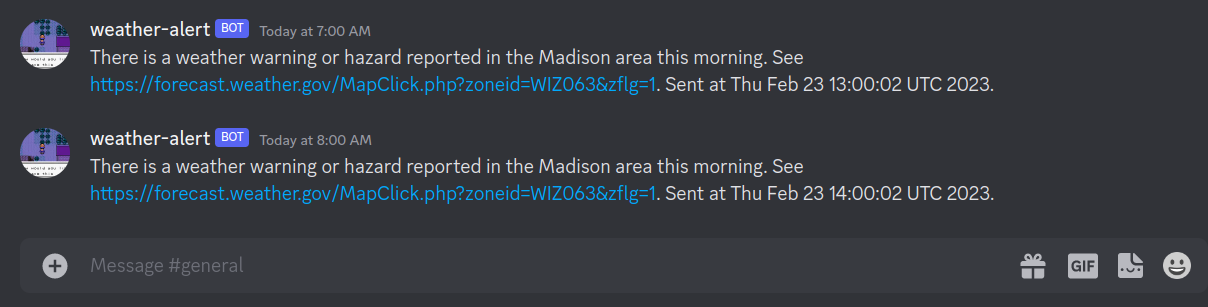 weather-alert BOT Today at 7:00 AM
There is a weather warning or hazard reported in the Madison area this morning. See
https://forecast.weather.gov/MapClick.php?zoneid=WIZ063&zflg=1. Sent at Thu Feb 23 13:00:02 UTC 2023.
weather-alert BOT Today at 8:00 AM
There is a weather warning or hazard reported in the Madison area this morning. See
https://forecast.weather.gov/MapClick.php?zoneid=WIZ063&zflg=1. Sent at Thu Feb 23 14:00:02 UTC 2023.
Message #general GIF